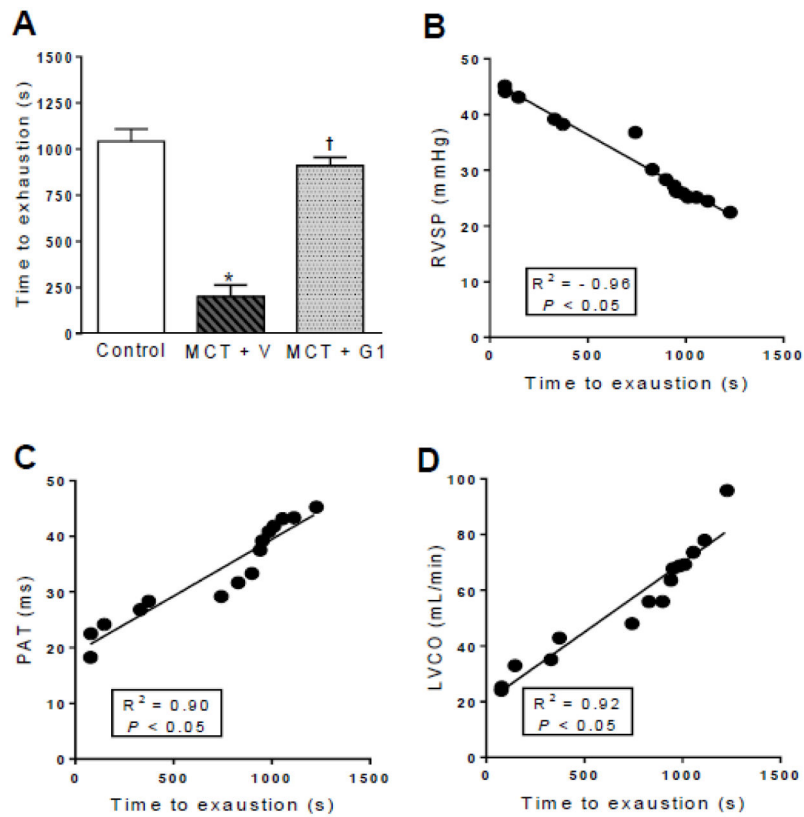 A
Time to exhaustion (s)
1500
1250
1000
750
500
250
0
*
†
Control MCT + V MCT + G1
B
RVSP (mmHg)
50
40
30
20
10
0
R² = - 0.96
P < 0.05
0 500 1000 1500
Time to exaustion (s)
C
PAT (ms)
50
40
30
20
10
0
R² = 0.90
P < 0.05
0 500 1000 1500
Time to exaustion (s)
D
LVCO (mL/min)
100
80
60
40
20
0
R² = 0.92
P < 0.05
0 500 1000 1500
Time to exaustion (s)